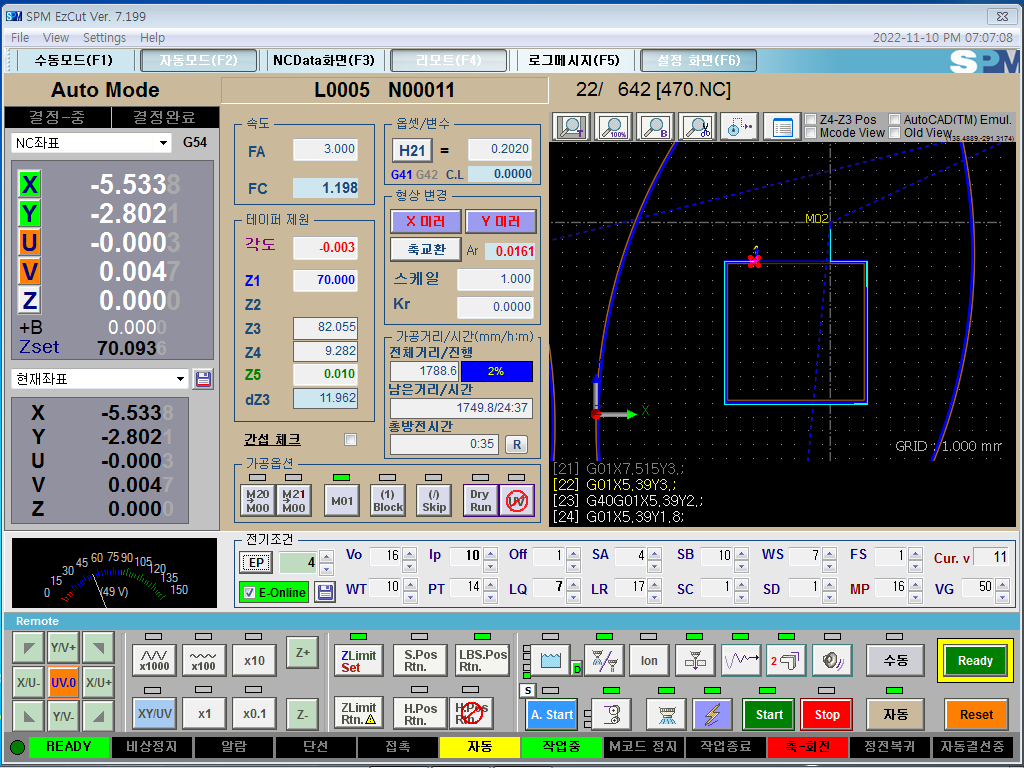 SPM EzCut Ver. 7.199
File View Settings Help
2022-11-10 PM 07:07:08
수동모드(F1) 자동모드(F2) NCData화면(F3) 리모트(F4) 로그메시지(F5) 설정 화면(F6) SPM
Auto Mode L0005 N00011 22/ 642 [470.NC]
결정-중 결정완료
NC좌표 G54
X -5.5338
Y -2.8021
U -0.0003
V 0.0047
Z 0.0000
+B 0.0000
Zset 70.0936
현재좌표
X -5.5338
Y -2.8021
U -0.0003
V 0.0047
Z 0.0000
속도
FA 3.000
FC 1.198
테이퍼 제원
각도 -0.003
Z1 70.000
Z2
Z3 82.055
Z4 9.282
Z5 0.010
dZ3 11.962
간섭 체크
옵셋/변수
H21 = 0.2020
G41 G42 C.L 0.0000
형상 변경
X 미러 Y 미러
축교환 Ar 0.0161
스케일 1.000
Kr 0.0000
가공거리/시간(mm/h:m)
전체거리/진행
1788.6 2%
남은거리/시간
1749.8/24:37
총방전시간
0:35 R
가공옵션
M20 M00 M21 M00 M01 (1) Block (/) Skip Dry Run UV
T 100% B
Z4-Z3 Pos AutoCAD(TM) Emul.
Mcode View Old View
M02
X
GRID : 1.000 mm
[21] G01X7,515Y3,;
[22] G01X5,39Y3,;
[23] G40G01X5,39Y2,;
[24] G01X5,39Y1,8;
0 15 30 45 60 75 90 105 120 135 150
(49 V)
전기조건
EP 4 Vo 16 Ip 10 Off 1 SA 4 SB 10 WS 7 FS 1 Cur. v 11
E-Online WT 10 PT 14 LQ 7 LR 17 SC 1 SD 1 MP 16 VG 50
Remote
Y/V+
X/U- UV.0 X/U+
Y/V-
x1000 x100 x10 Z+
XY/UV x1 x0.1 Z-
ZLimit Set S.Pos Rtn. LBS.Pos Rtn.
ZLimit Rtn. H.Pos Rtn. H.Pos Rtn.
D Ion 2 수동 Ready
S A. Start Start Stop 자동 Reset
READY 비상정지 알람 단선 접촉 자동 작업중 M코드 정지 작업종료 축-회전 정전복귀 자동결선중